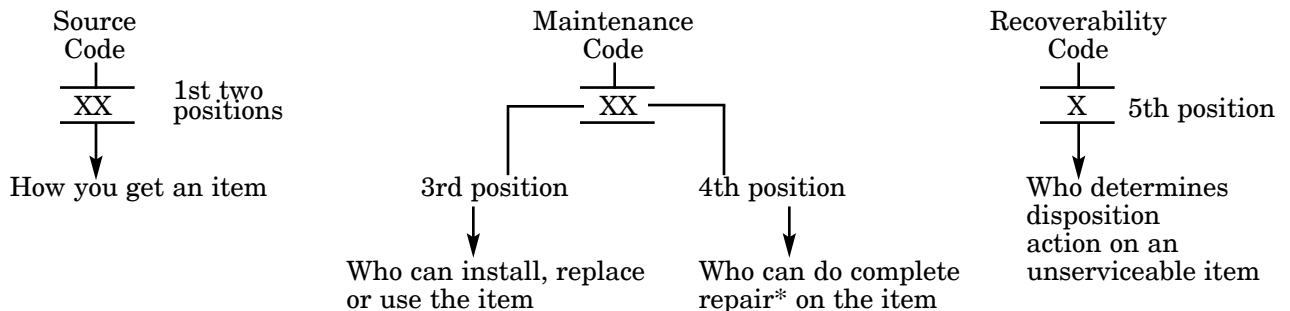 Source
Code
XX
1st two
positions
How you get an item
Maintenance
Code
XX
3rd position
Who can install, replace
or use the item
4th position
Who can do complete
repair* on the item
Recoverability
Code
X
5th position
Who determines
disposition
action on an
unserviceable item